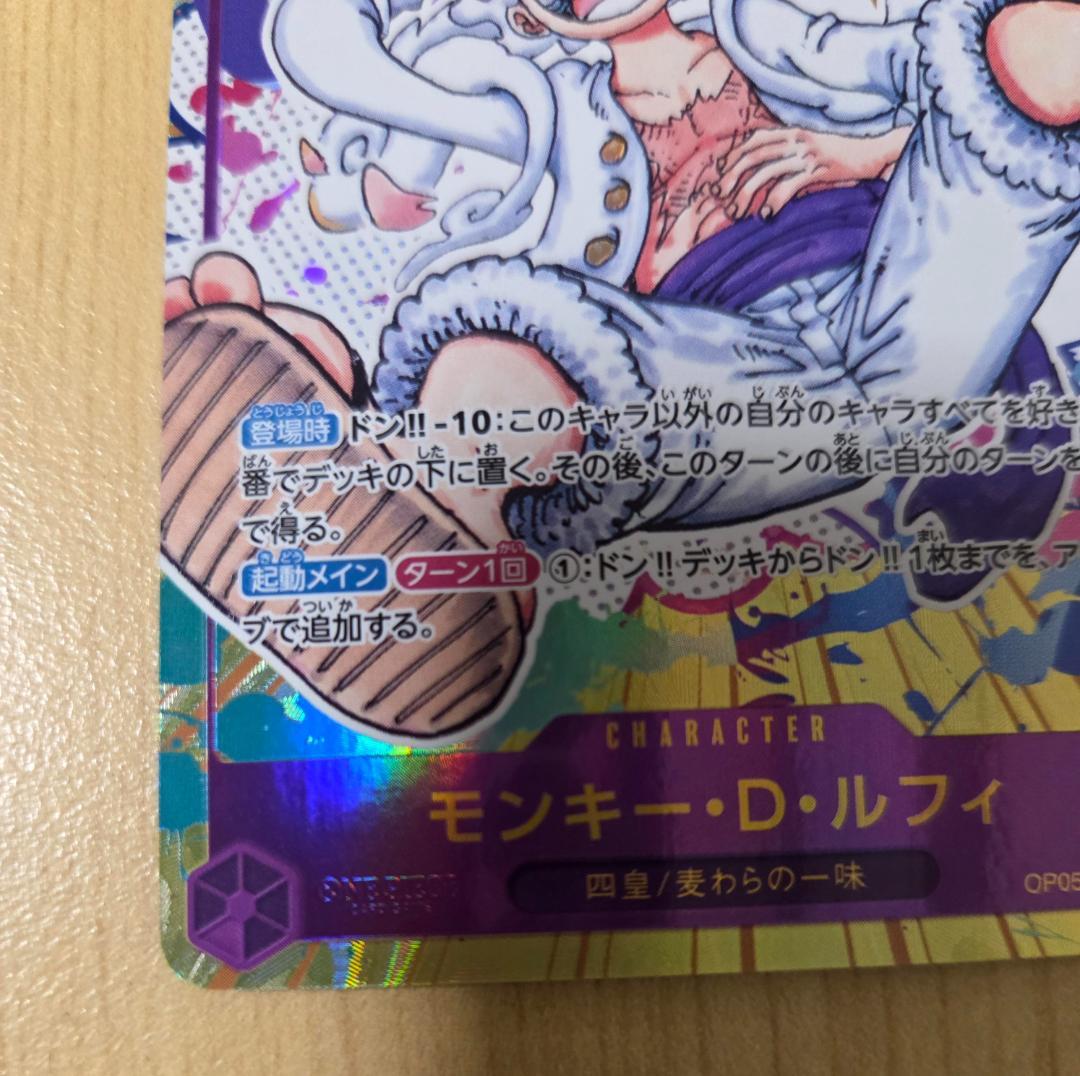 登場時 ドン!! -10:このキャラ以外の自分のキャラすべてを好き
番でデッキの下に置く。その後、このターンの後に自分のターンを
で得る。
起動メイン ターン1回 ①:ドン!!デッキからドン!!1枚までを、ア
ブで追加する。
CHARACTER
モンキー・D・ルフィ
四皇/麦わらの一味
OP05
ONE PIECE